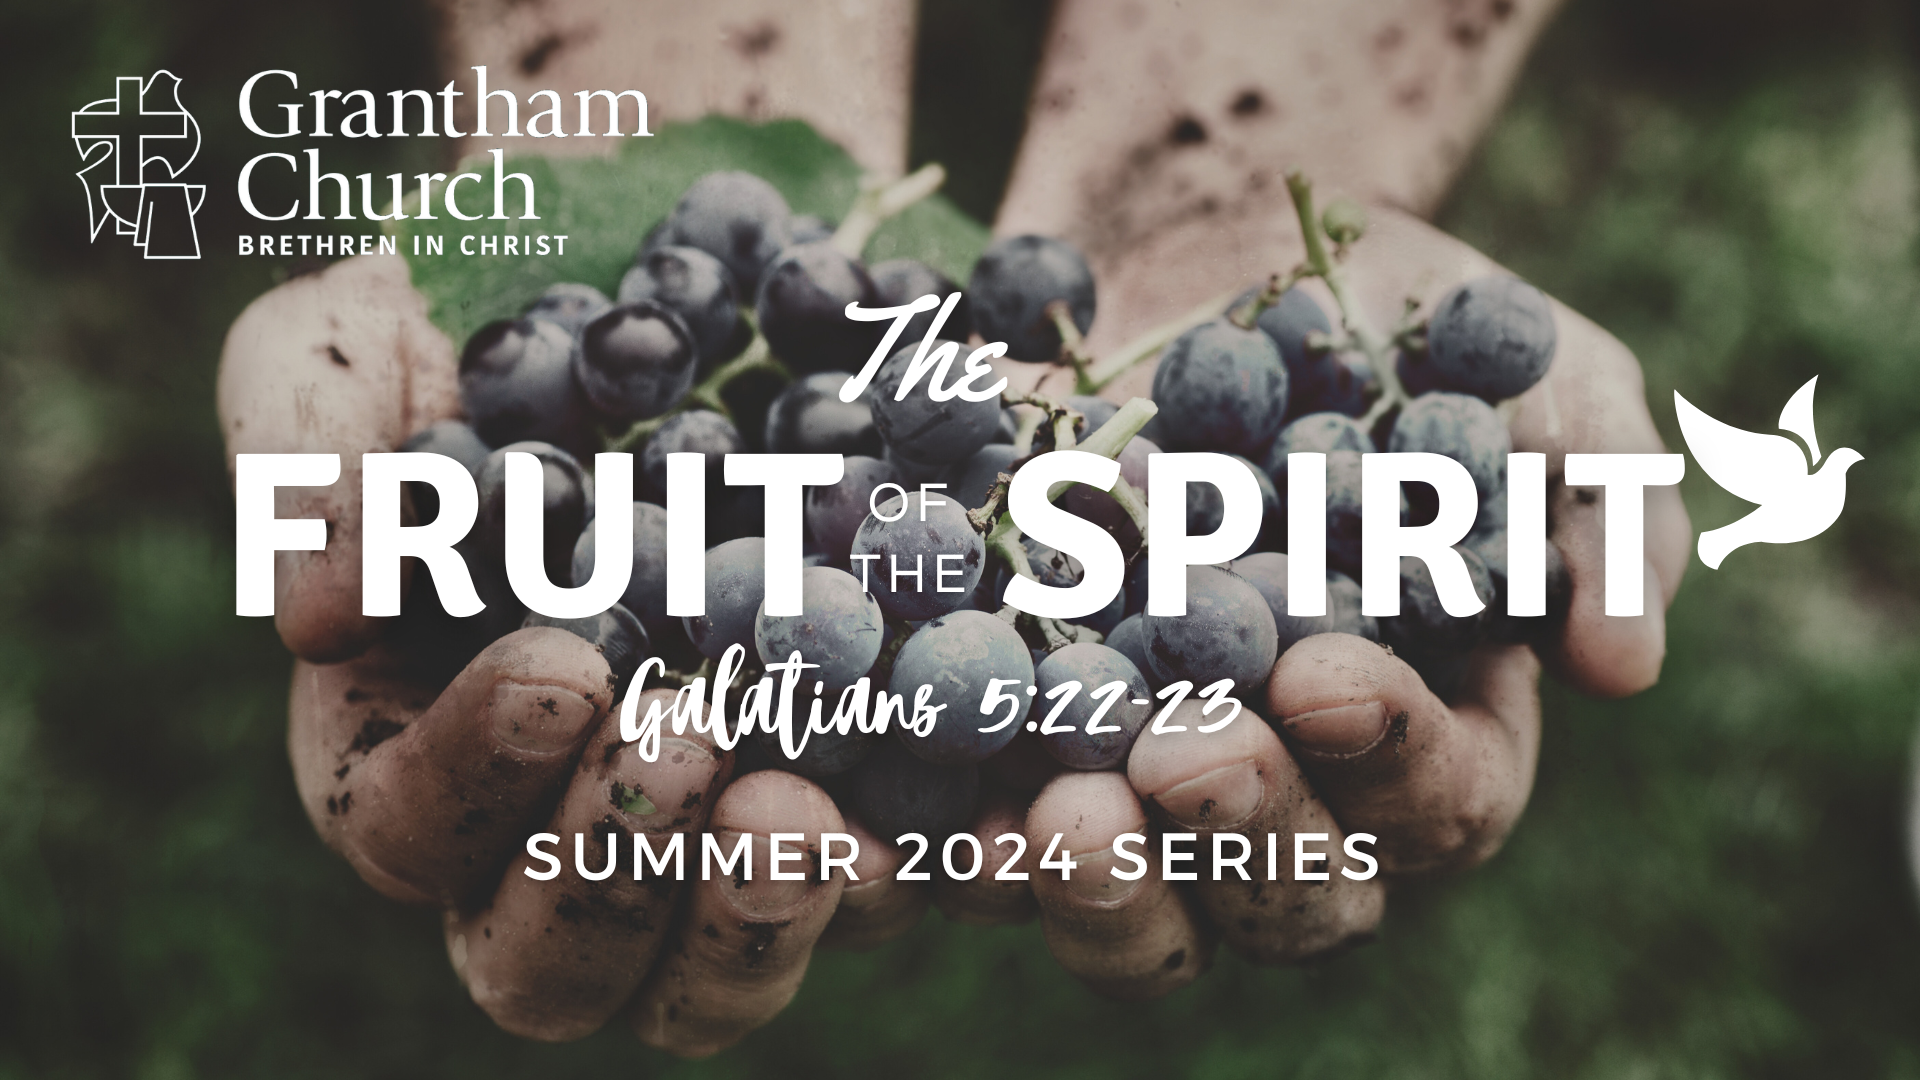 Grantham
Church
BRETHREN IN CHRIST
The
FRUIT OF THE SPIRIT
Galatians 5:22-23
SUMMER 2024 SERIES